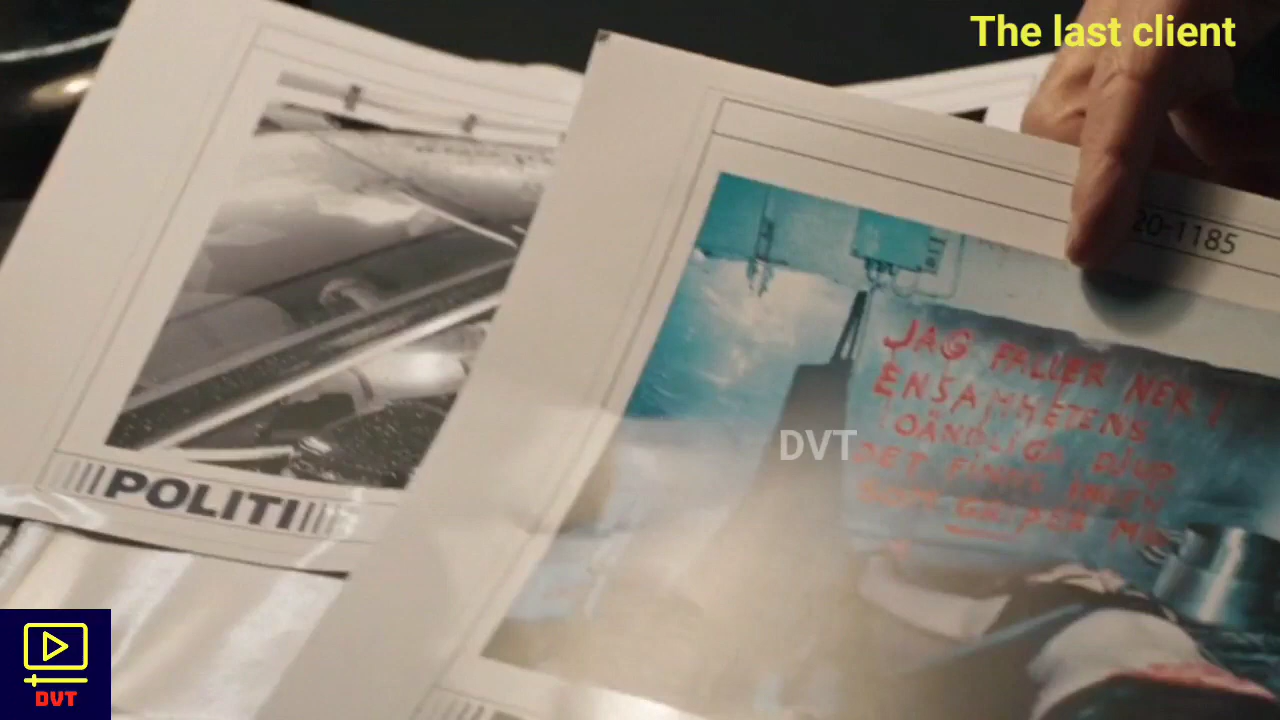 The last client
20-1185
JAG FALLER NER I
ENSAMHETENS
OÄNDLIGA DJUP
DET FINNS INGEN
SOM GRIPER MIG
DVT
POLITI
DVT